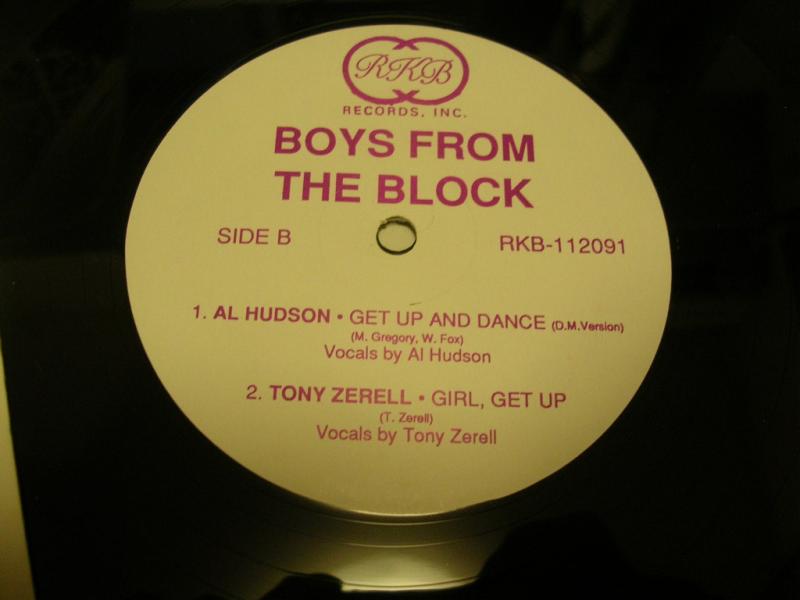 RKB
RECORDS, INC.
BOYS FROM
THE BLOCK
SIDE B
RKB-112091
1. AL HUDSON • GET UP AND DANCE (D.M.Version)
(M. Gregory, W. Fox)
Vocals by Al Hudson
2. TONY ZERELL • GIRL, GET UP
(T. Zerell)
Vocals by Tony Zerell